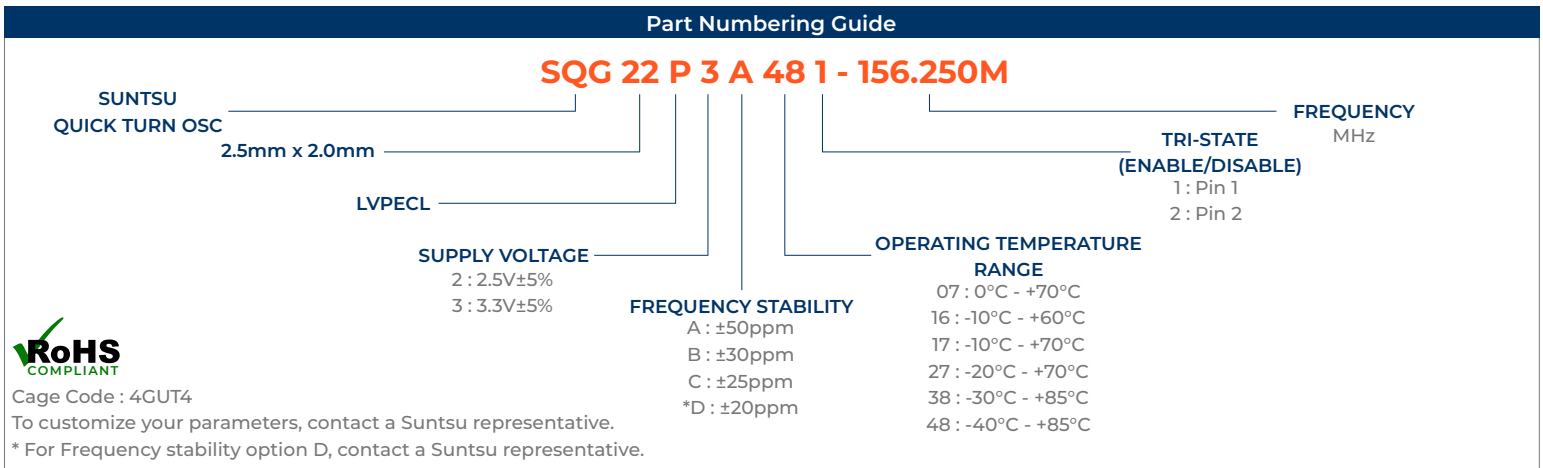 Part Numbering Guide
SQG 22 P 3 A 48 1 - 156.250M
SUNTSU
QUICK TURN OSC
2.5mm x 2.0mm
LVPECL
SUPPLY VOLTAGE
2 : 2.5V±5%
3 : 3.3V±5%
FREQUENCY STABILITY
A : ±50ppm
B : ±30ppm
C : ±25ppm
*D : ±20ppm
OPERATING TEMPERATURE
RANGE
07 : 0°C - +70°C
16 : -10°C - +60°C
17 : -10°C - +70°C
27 : -20°C - +70°C
38 : -30°C - +85°C
48 : -40°C - +85°C
TRI-STATE
(ENABLE/DISABLE)
1 : Pin 1
2 : Pin 2
FREQUENCY
MHz
RoHS
COMPLIANT
Cage Code : 4GUT4
To customize your parameters, contact a Suntsu representative.
* For Frequency stability option D, contact a Suntsu representative.